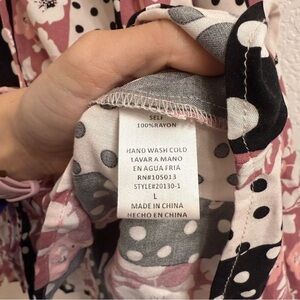 SELF
100%RAYON
HAND WASH COLD
LAVAR A MANO
EN AGUA FRIA
RN#105013
STYLE#20130-1
L
MADE IN CHINA
HECHO EN CHINA